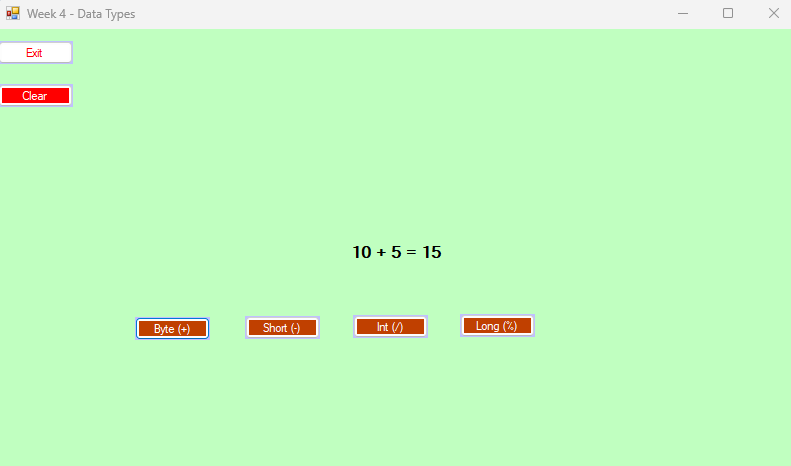 Week 4 - Data Types
Exit
Clear
10 + 5 = 15
Byte (+)
Short (-)
Int (/)
Long (%)